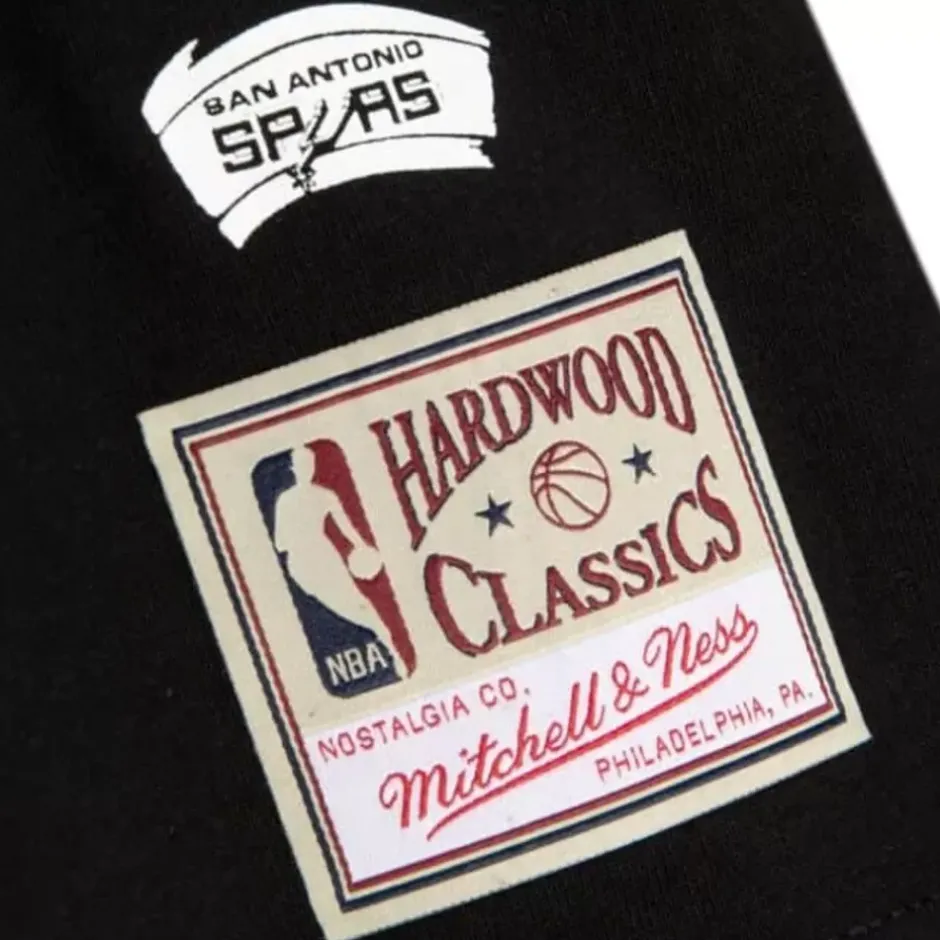 SAN ANTONIO
SPURS
HARDWOOD
CLASSICS
NBA
NOSTALGIA CO.
Mitchell & Ness
PHILADELPHIA, PA.